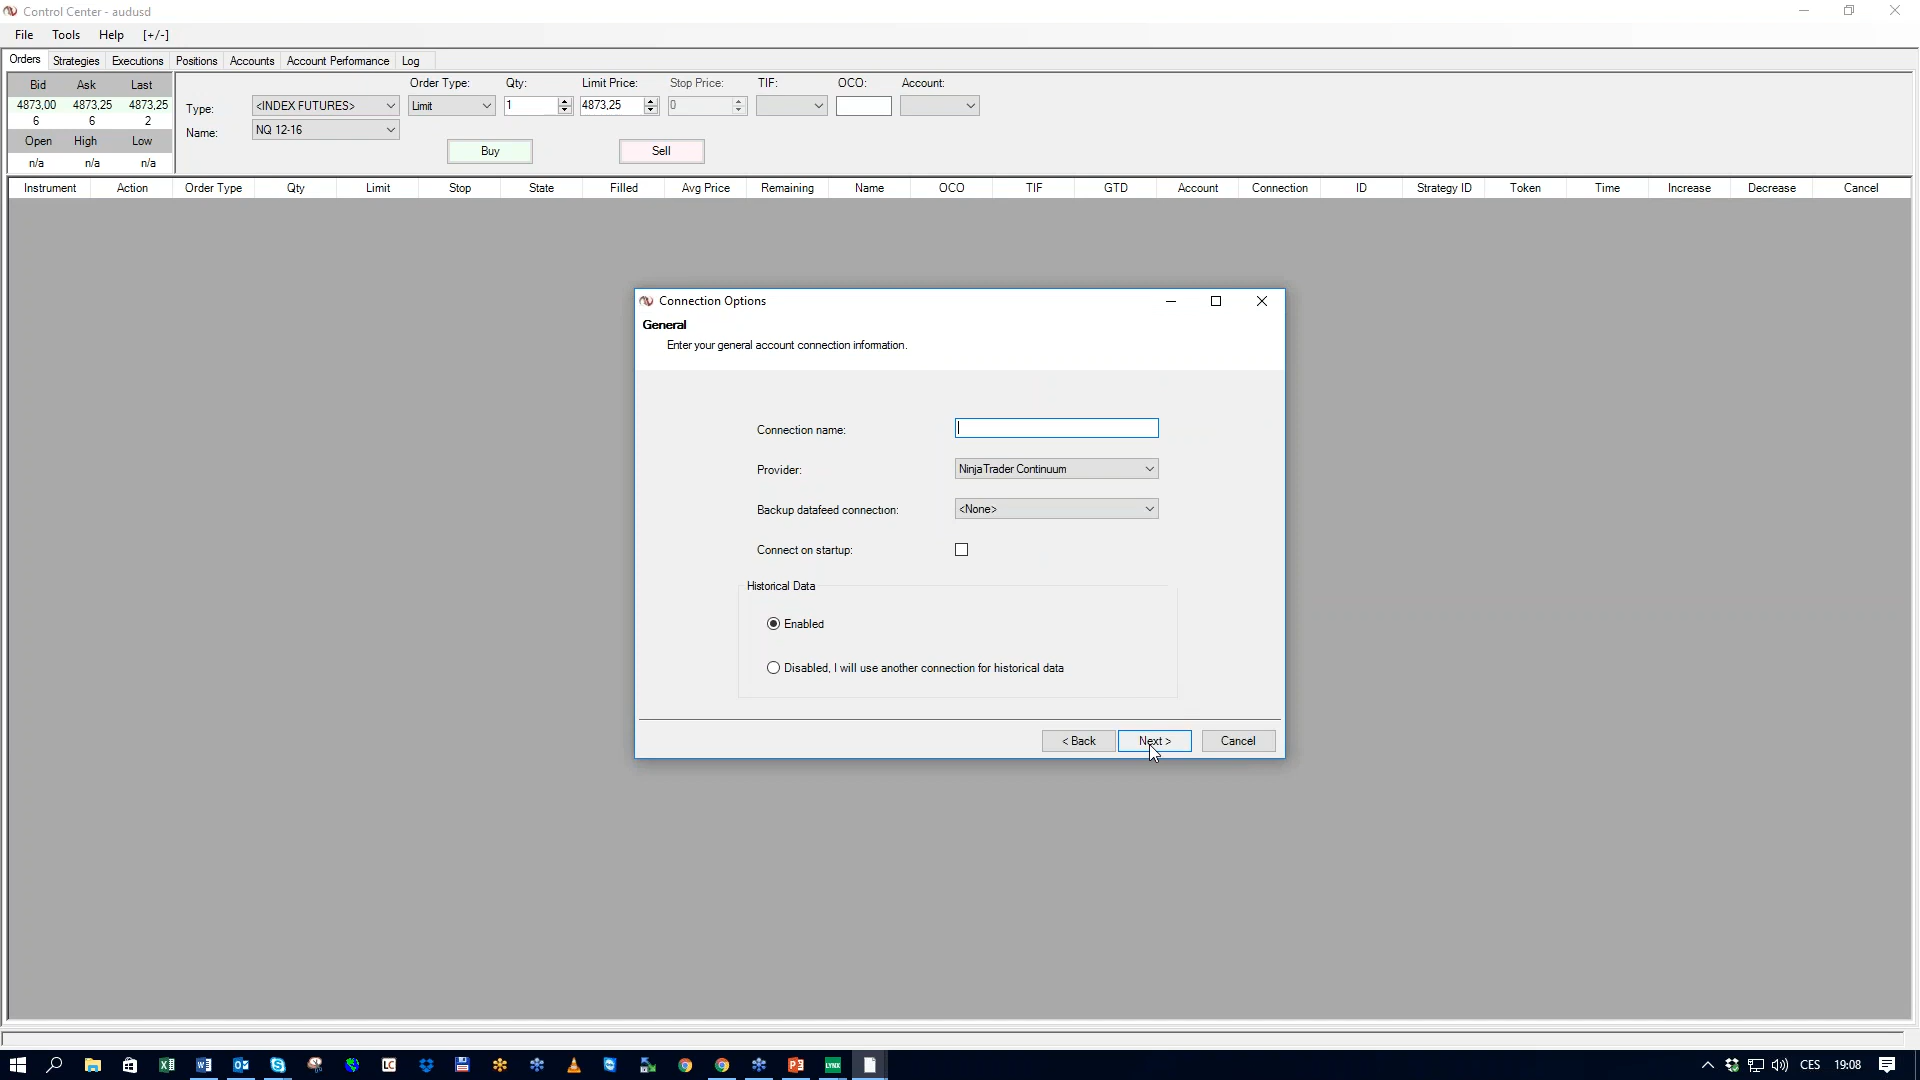 Control Center - audusd
File Tools Help [+/-]
Orders Strategies Executions Positions Accounts Account Performance Log
Bid Ask Last
4873,00 4873,25 4873,25
6 6 2
Open High Low
n/a n/a n/a
Order Type: Qty: Limit Price: Stop Price: TIF: OCO: Account:
Type: <INDEX FUTURES> Limit 1 4873,25 0
Name: NQ 12-16
Buy Sell
Instrument Action Order Type Qty Limit Stop State Filled Avg Price Remaining Name OCO TIF GTD Account Connection ID Strategy ID Token Time Increase Decrease Cancel
Connection Options
General
Enter your general account connection information.
Connection name:
Provider: NinjaTrader Continuum
Backup datafeed connection: <None>
Connect on startup:
Historical Data
Enabled
Disabled, I will use another connection for historical data
< Back Next > Cancel
LC LYNX CES 19:08